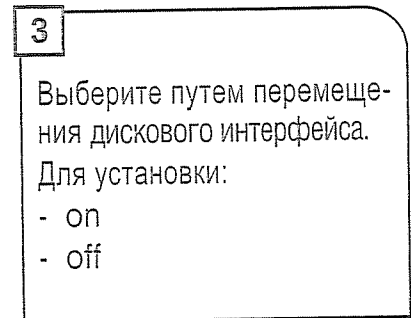 3
Выберите путем перемеще-
ния дискового интерфейса.
Для установки:
- on
- off